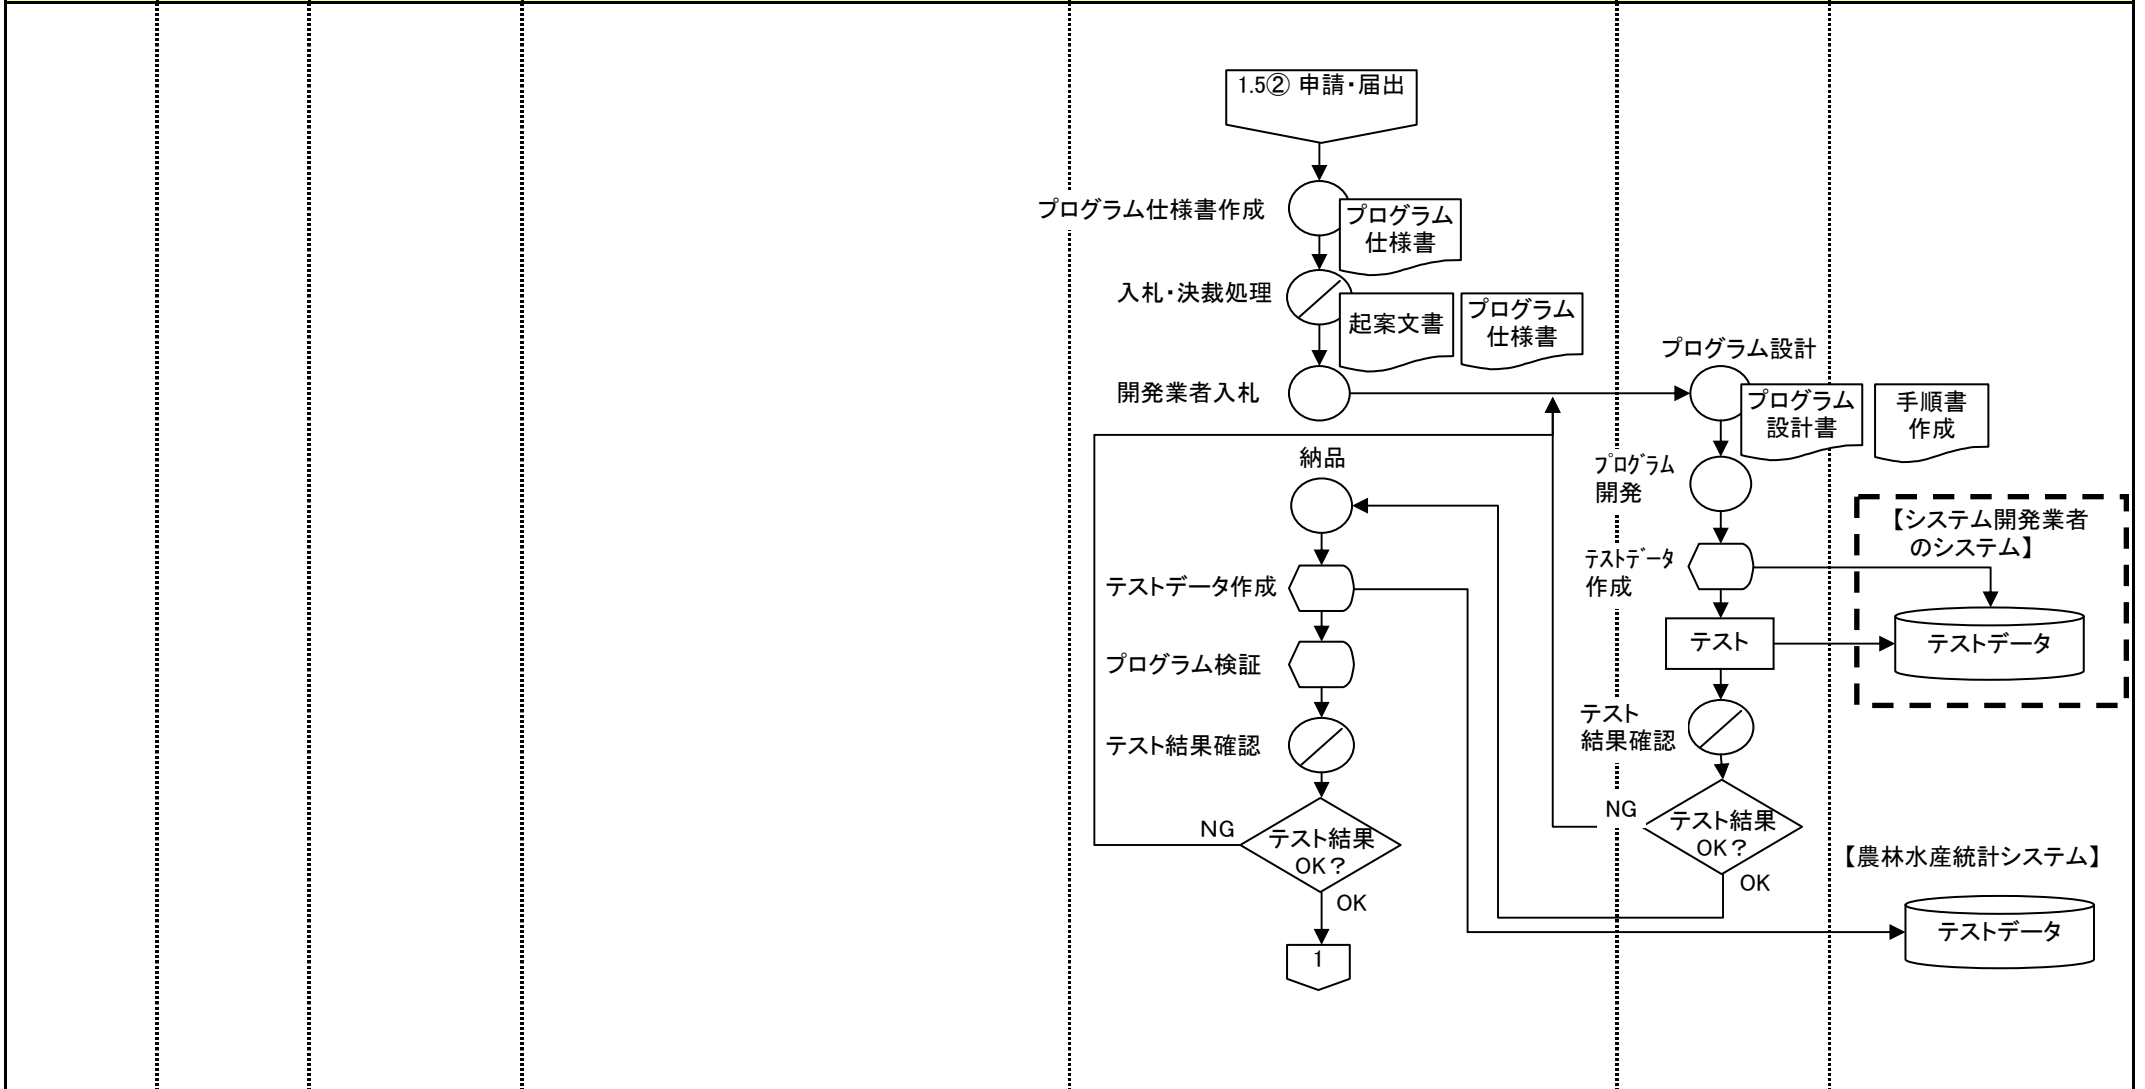 1.5② 申請・届出
プログラム仕様書作成
プログラム
仕様書
入札・決裁処理
起案文書
プログラム
仕様書
開発業者入札
プログラム設計
プログラム
設計書
手順書
作成
納品
ﾌﾟﾛｸﾞﾗﾑ
開発
【システム開発業者
のシステム】
テストデータ作成
ﾃｽﾄﾃﾞｰﾀ
作成
テスト
テストデータ
プログラム検証
テスト結果確認
テスト
結果確認
NG
テスト結果
OK？
OK
NG
テスト結果
OK？
OK
【農林水産統計システム】
テストデータ
1